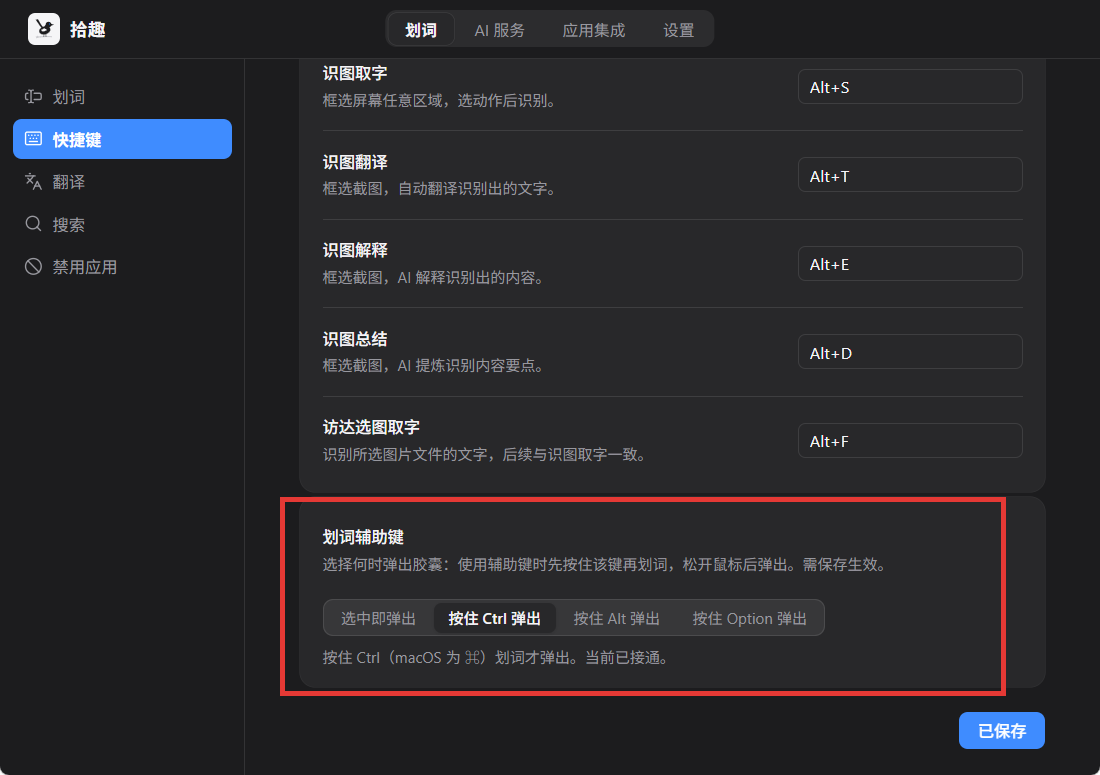 拾趣
划词
AI 服务
应用集成
设置
划词
快捷键
翻译
搜索
禁用应用
识图取字
框选屏幕任意区域，选动作后识别。
Alt+S
识图翻译
框选截图，自动翻译识别出的文字。
Alt+T
识图解释
框选截图，AI 解释识别出的内容。
Alt+E
识图总结
框选截图，AI 提炼识别内容要点。
Alt+D
访达选图取字
识别所选图片文件的文字，后续与识图取字一致。
Alt+F
划词辅助键
选择何时弹出胶囊：使用辅助键时先按住该键再划词，松开鼠标后弹出。需保存生效。
选中即弹出
按住 Ctrl 弹出
按住 Alt 弹出
按住 Option 弹出
按住 Ctrl（macOS 为 ⌘）划词才弹出。当前已接通。
已保存